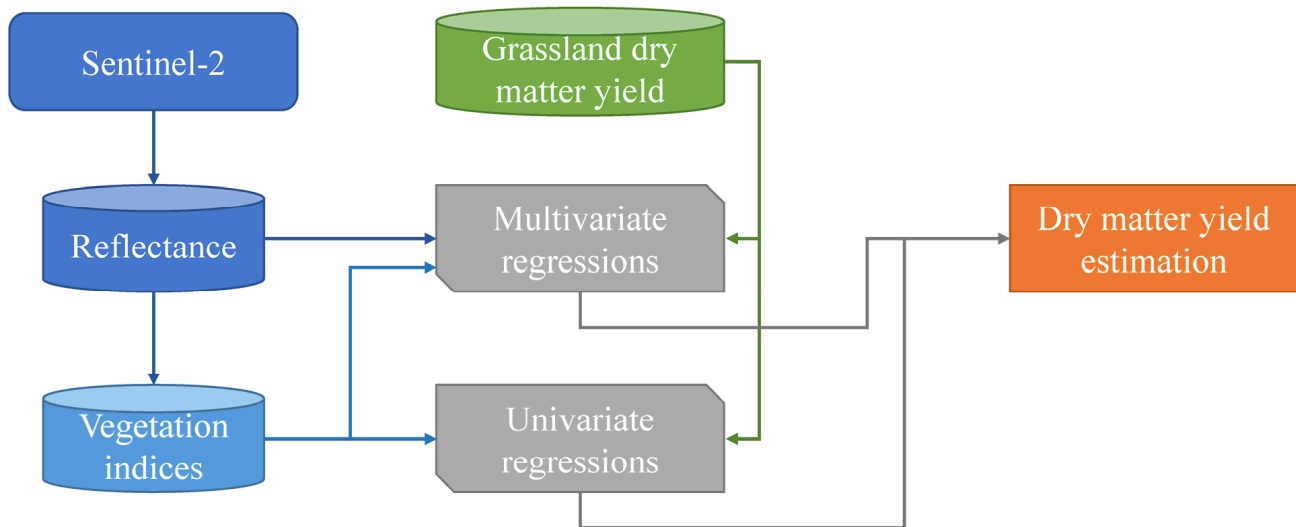 Sentinel-2
Grassland dry
matter yield
Reflectance
Multivariate
regressions
Dry matter yield
estimation
Vegetation
indices
Univariate
regressions